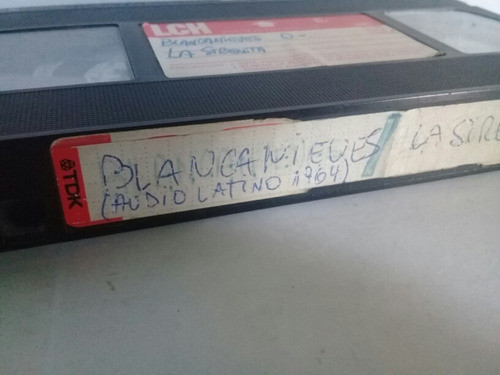 LCH
BLANCANIEVES
LA SIRENITA
TDK
BLANCANIEVES / LA SIRE
(AUDIO LATINO 1964)